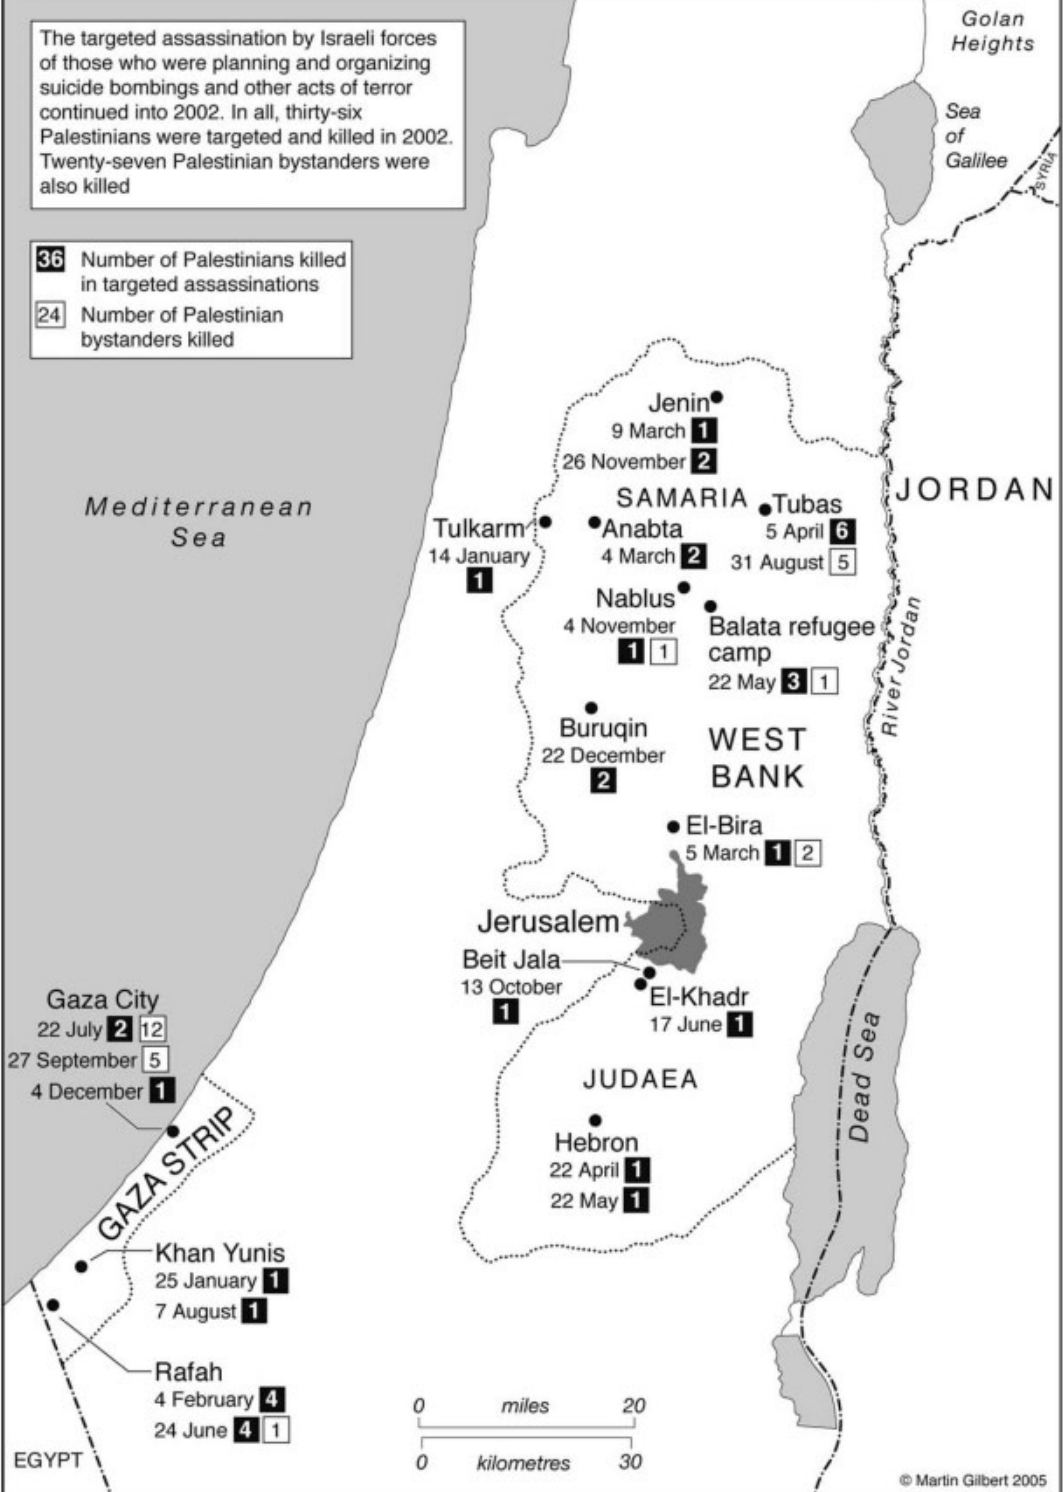 The targeted assassination by Israeli forces
of those who were planning and organizing
suicide bombings and other acts of terror
continued into 2002. In all, thirty-six
Palestinians were targeted and killed in 2002.
Twenty-seven Palestinian bystanders were
also killed
36 Number of Palestinians killed
in targeted assassinations
24 Number of Palestinian
bystanders killed
Golan
Heights
Sea
of
Galilee
SYRIA
Mediterranean
Sea
JORDAN
River Jordan
Jenin
9 March 1
26 November 2
SAMARIA
Tubas
5 April 6
31 August 5
Tulkarm
14 January
1
Anabta
4 March 2
Nablus
4 November
1 1
Balata refugee
camp
22 May 3 1
Buruqin
22 December
2
WEST
BANK
El-Bira
5 March 1 2
Jerusalem
Beit Jala
13 October
1
El-Khadr
17 June 1
JUDAEA
Dead Sea
Hebron
22 April 1
22 May 1
Gaza City
22 July 2 12
27 September 5
4 December 1
GAZA STRIP
Khan Yunis
25 January 1
7 August 1
Rafah
4 February 4
24 June 4 1
EGYPT
0 miles 20
0 kilometres 30
© Martin Gilbert 2005